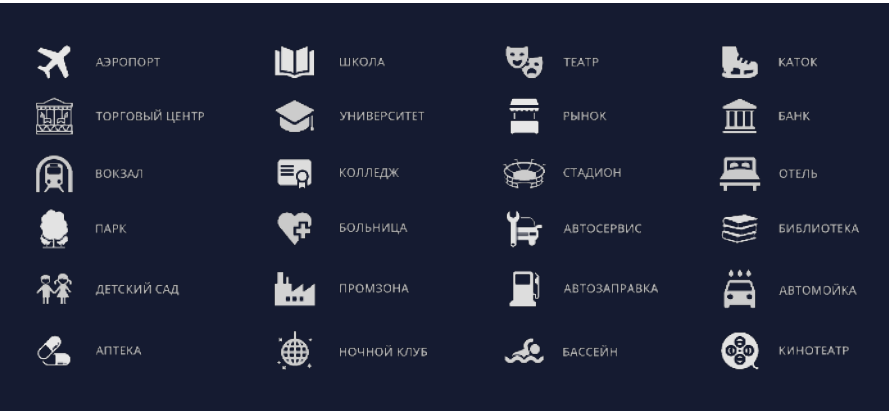 АЭРОПОРТ ШКОЛА ТЕАТР КАТОК
ТОРГОВЫЙ ЦЕНТР УНИВЕРСИТЕТ РЫНОК БАНК
ВОКЗАЛ КОЛЛЕДЖ СТАДИОН ОТЕЛЬ
ПАРК БОЛЬНИЦА АВТОСЕРВИС БИБЛИОТЕКА
ДЕТСКИЙ САД ПРОМЗОНА АВТОЗАПРАВКА АВТОМОЙКА
АПТЕКА НОЧНОЙ КЛУБ БАССЕЙН КИНОТЕАТР